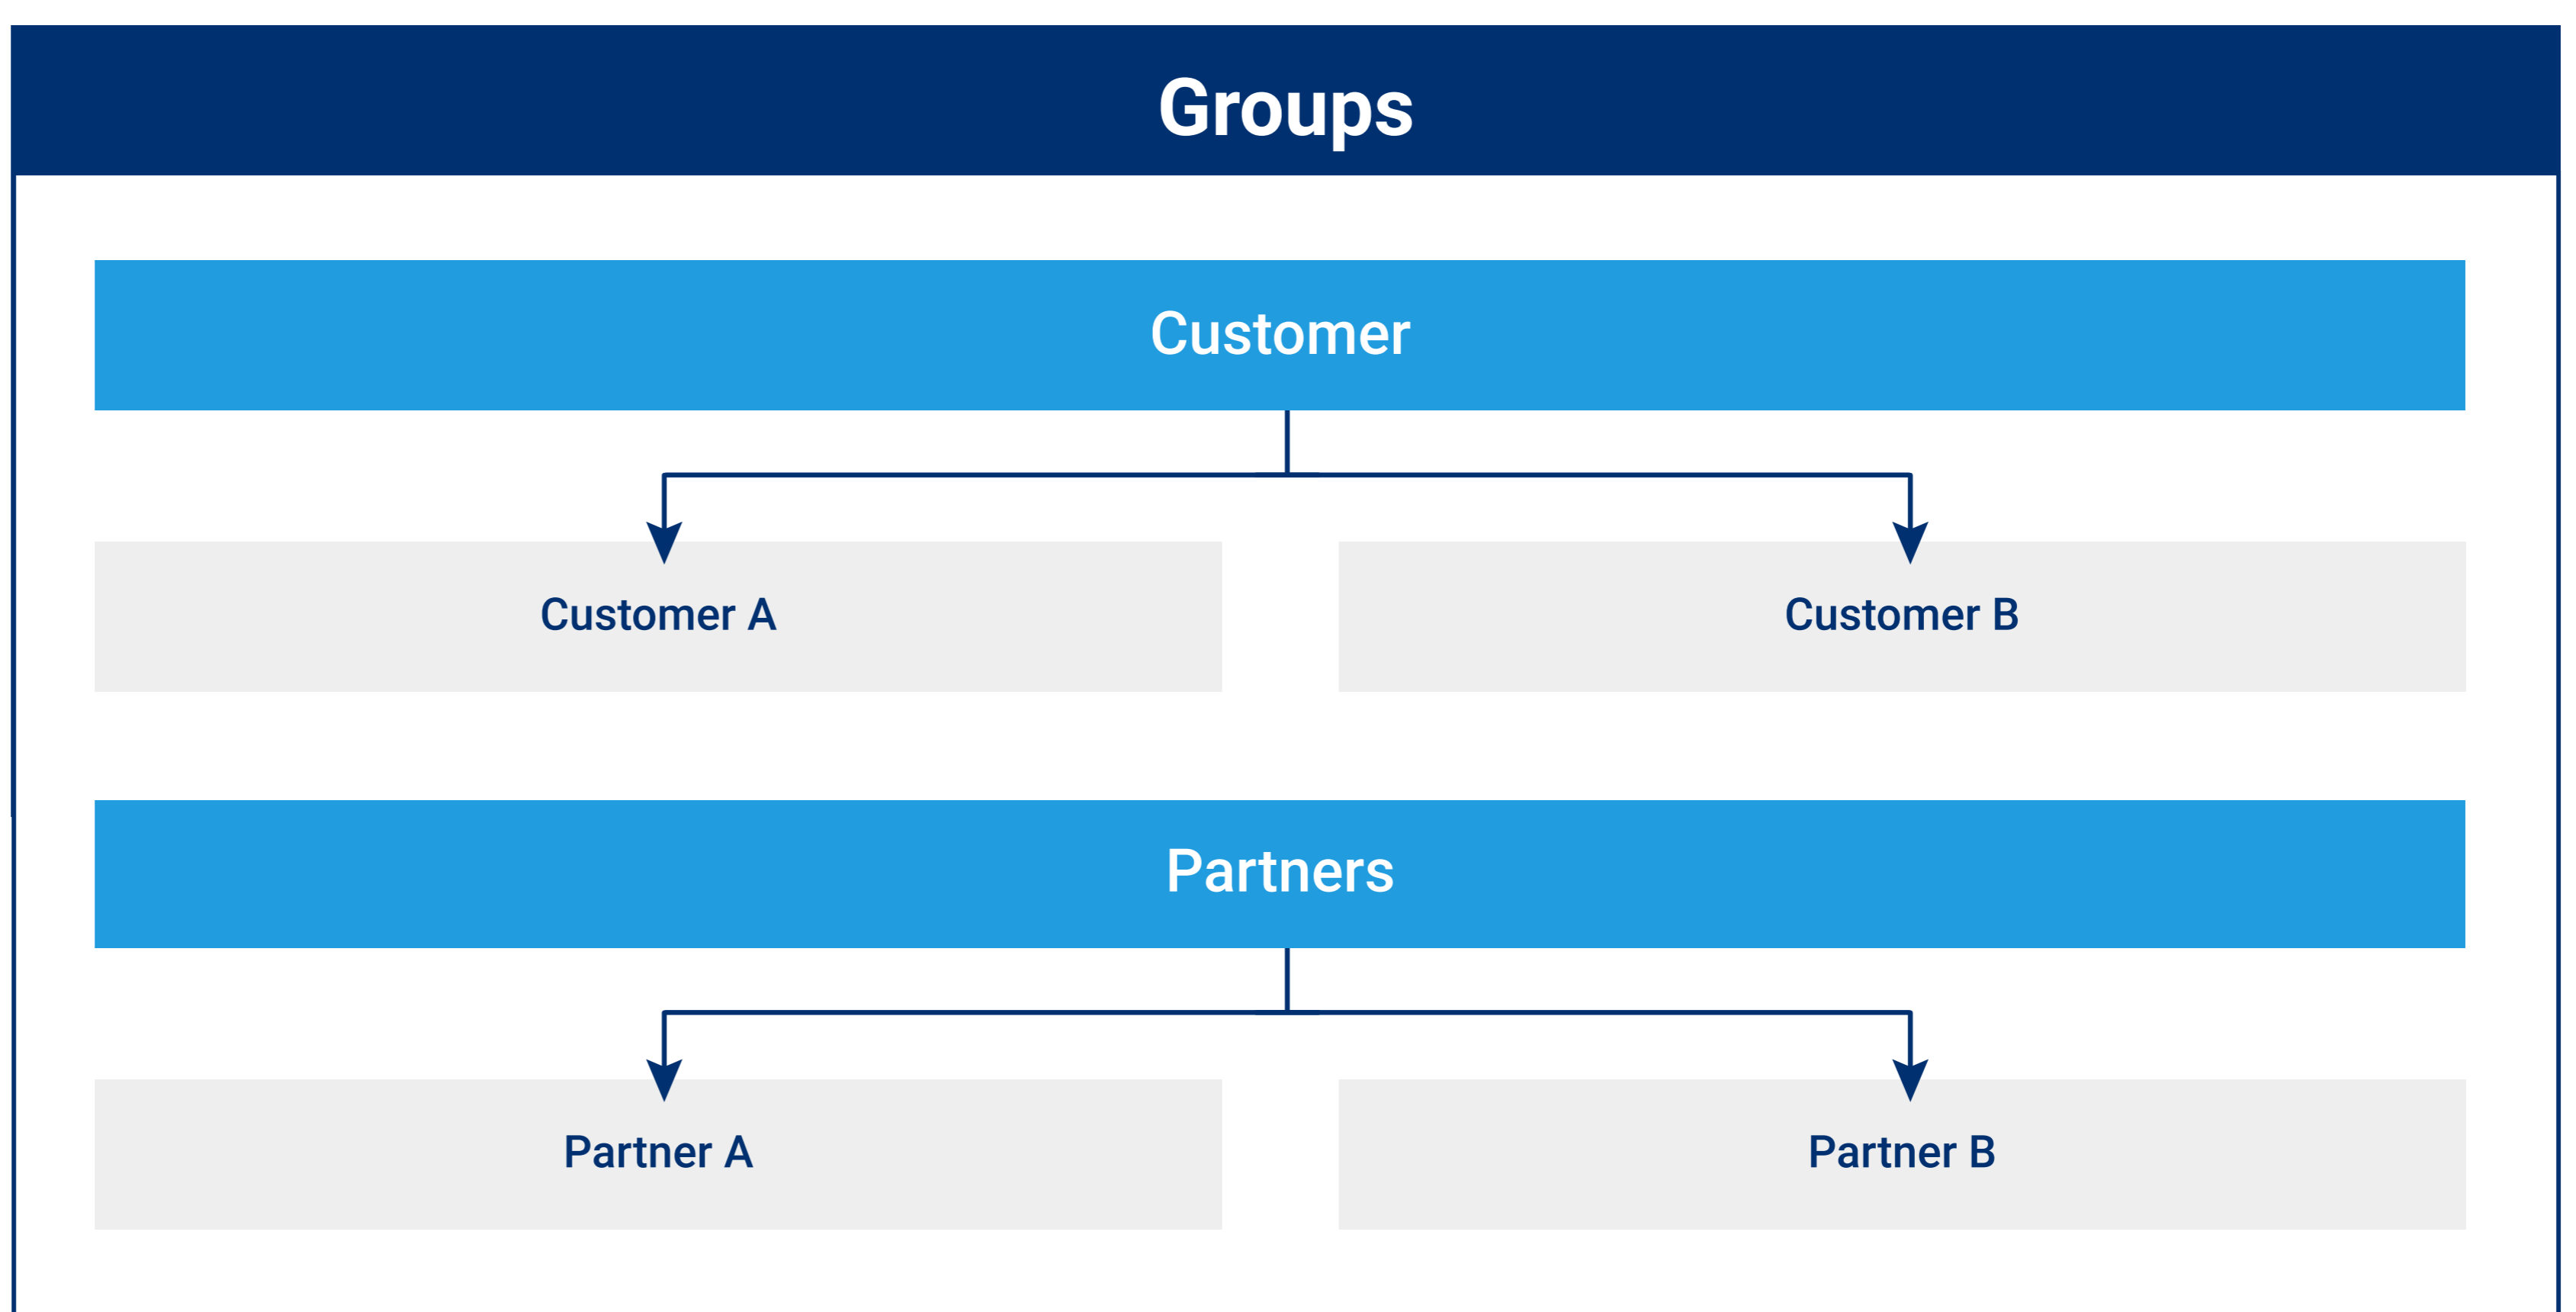 Groups
Customer
Customer A
Customer B
Partners
Partner A
Partner B